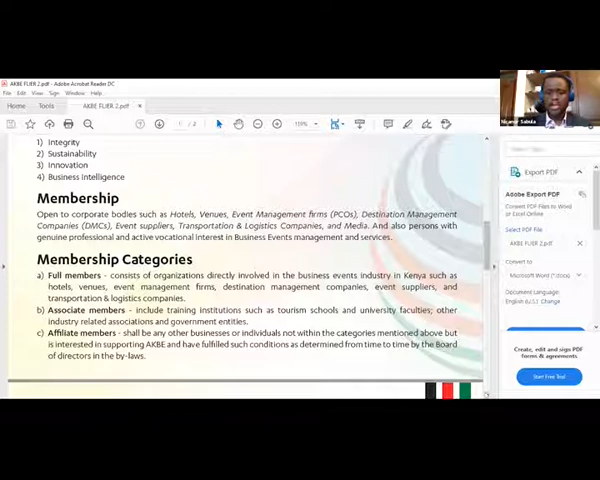 AKBE FLIER 2.pdf - Adobe Acrobat Reader DC
File Edit View Sign Window Help
Home Tools AKBE FLIER 2.pdf ×
1 / 2 119%
1) Integrity
2) Sustainability
3) Innovation
4) Business Intelligence
Membership
Open to corporate bodies such as Hotels, Venues, Event Management firms (PCOs), Destination Management
Companies (DMCs), Event suppliers, Transportation & Logistics Companies, and Media. And also persons with
genuine professional and active vocational interest in Business Events management and services.
Membership Categories
a) Full members - consists of organizations directly involved in the business events industry in Kenya such as
hotels, venues, event management firms, destination management companies, event suppliers, and
transportation & logistics companies.
b) Associate members - include training institutions such as tourism schools and university faculties; other
industry related associations and government entities.
c) Affiliate members - shall be any other businesses or individuals not within the categories mentioned above but
is interested in supporting AKBE and have fulfilled such conditions as determined from time to time by the Board
of directors in the by-laws.
Export PDF
Adobe Export PDF
Convert PDF Files to Word
or Excel Online
Select PDF File
AKBE FLIER 2.pdf ×
Convert to
Microsoft Word (*.docx)
Document Language:
English (U.S.) Change
Create, edit and sign PDF
forms & agreements
Start Free Trial